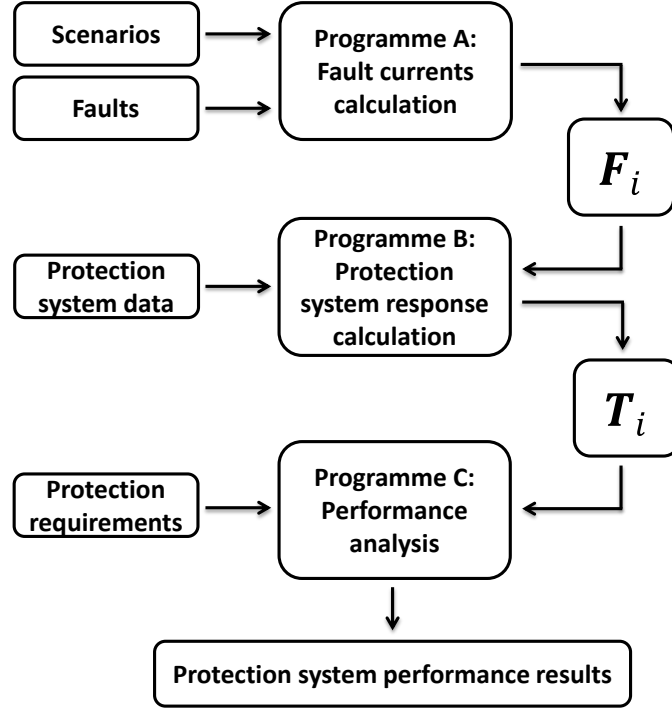 Scenarios
Faults
Programme A:
Fault currents
calculation
F_i
Protection
system data
Programme B:
Protection
system response
calculation
T_i
Protection
requirements
Programme C:
Performance
analysis
Protection system performance results